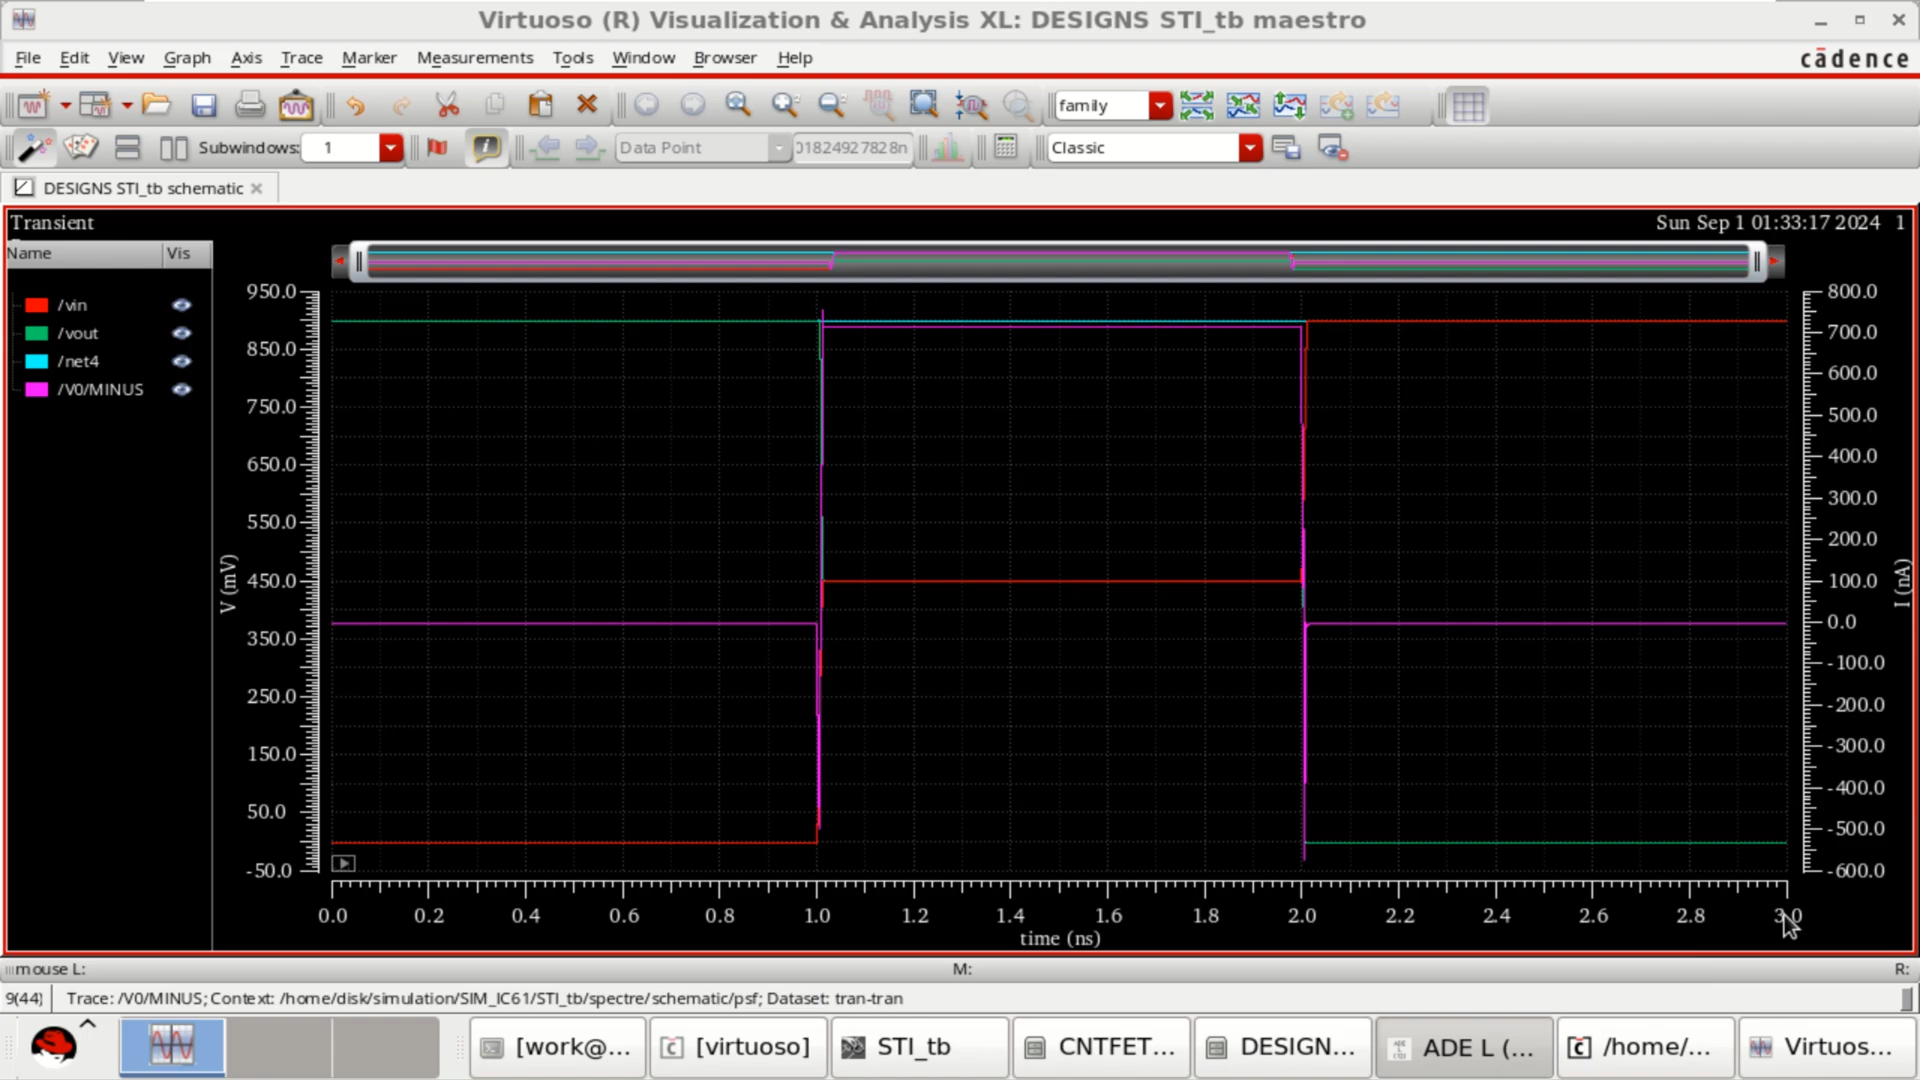 Virtuoso (R) Visualization & Analysis XL: DESIGNS STI_tb maestro
File Edit View Graph Axis Trace Marker Measurements Tools Window Browser Help
cādence
family
Subwindows: 1
Data Point
01824927828n
Classic
DESIGNS STI_tb schematic
Transient
Sun Sep 1 01:33:17 2024 1
Name Vis
/vin
/vout
/net4
/V0/MINUS
950.0
850.0
750.0
650.0
550.0
450.0
350.0
250.0
150.0
50.0
-50.0
V (mV)
800.0
700.0
600.0
500.0
400.0
300.0
200.0
100.0
0.0
-100.0
-200.0
-300.0
-400.0
-500.0
-600.0
I (nA)
0.0 0.2 0.4 0.6 0.8 1.0 1.2 1.4 1.6 1.8 2.0 2.2 2.4 2.6 2.8 3.0
time (ns)
mouse L: M: R:
9(44) Trace: /V0/MINUS; Context: /home/disk/simulation/SIM_IC61/STI_tb/spectre/schematic/psf; Dataset: tran-tran
[work@... [virtuoso] STI_tb CNTFET... DESIGN... ADE L (... /home/... Virtuos...